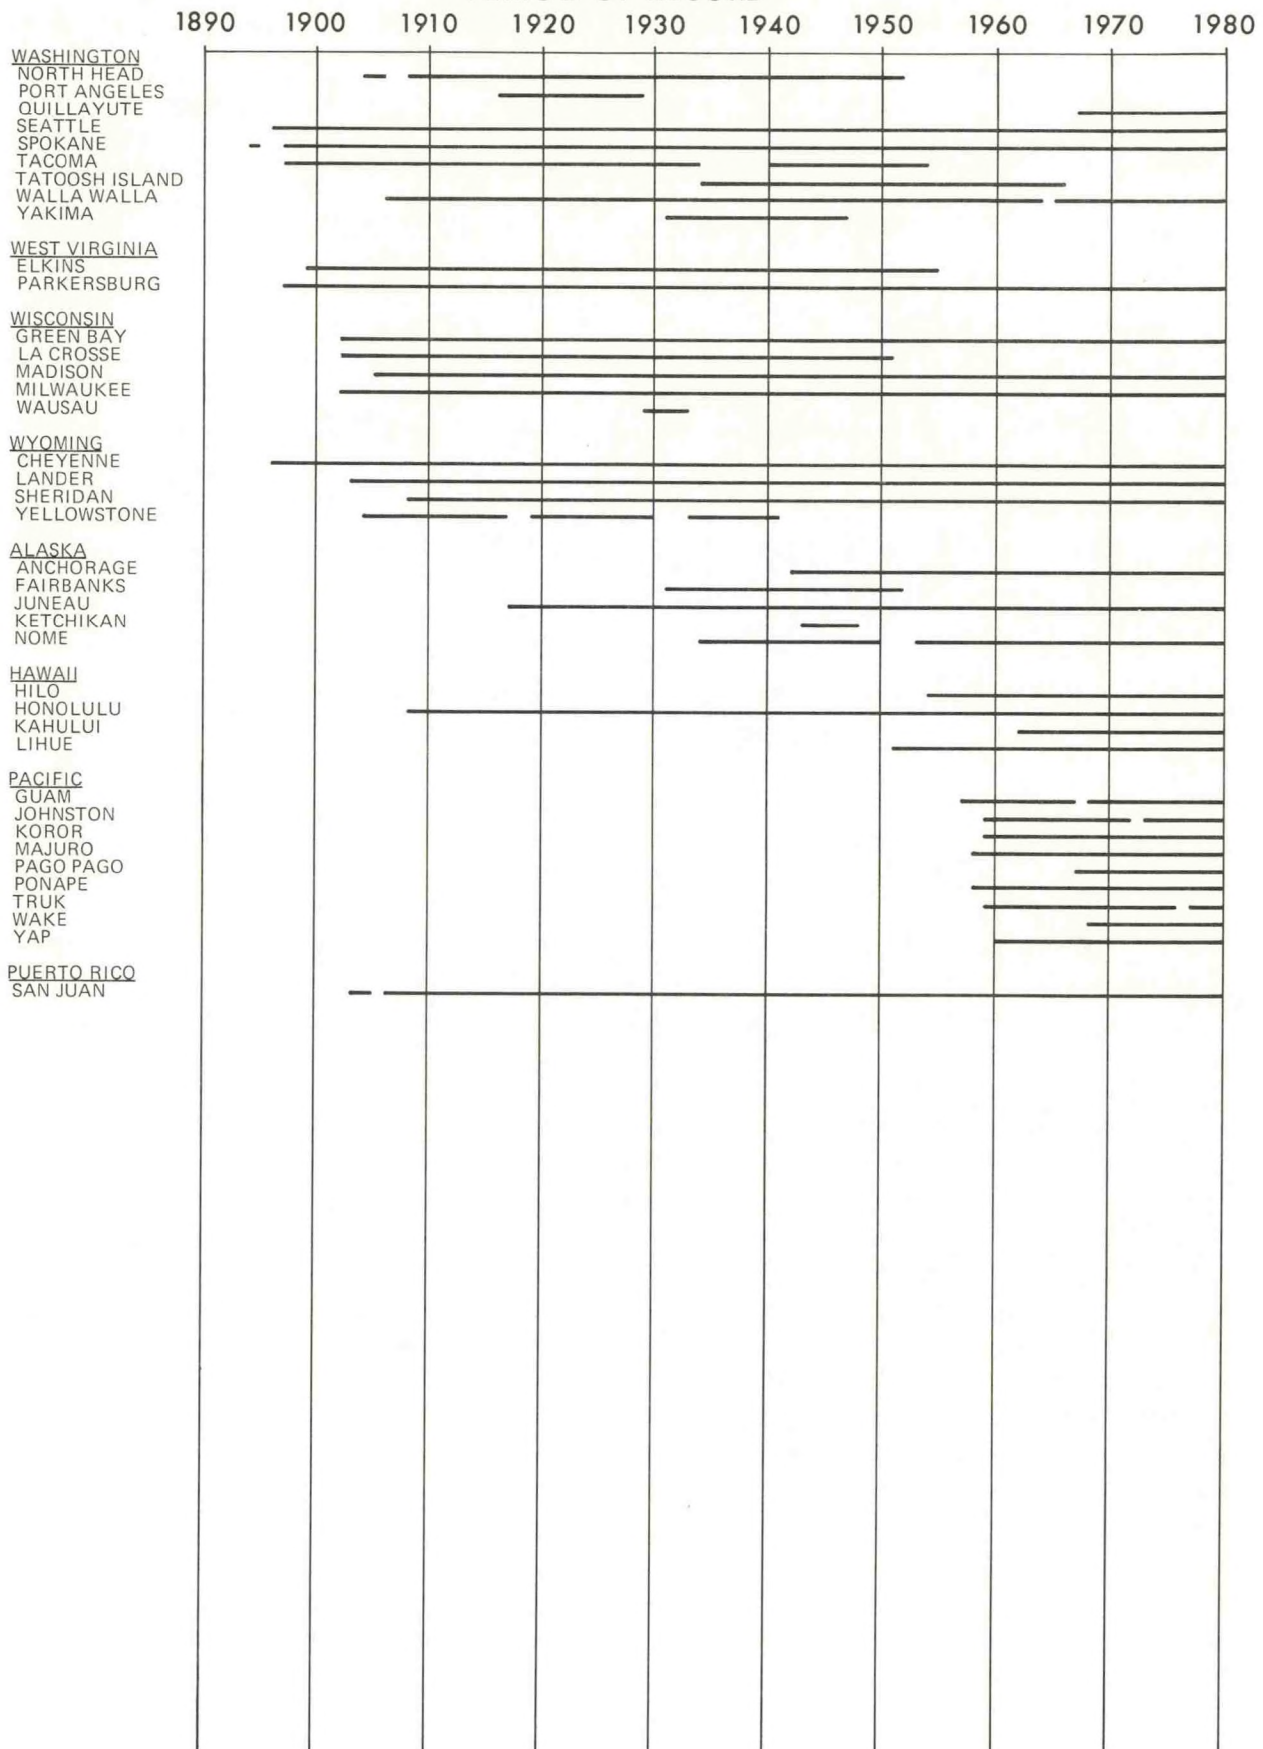 1890 1900 1910 1920 1930 1940 1950 1960 1970 1980
WASHINGTON
NORTH HEAD
PORT ANGELES
QUILLAYUTE
SEATTLE
SPOKANE
TACOMA
TATOOSH ISLAND
WALLA WALLA
YAKIMA
WEST VIRGINIA
ELKINS
PARKERSBURG
WISCONSIN
GREEN BAY
LA CROSSE
MADISON
MILWAUKEE
WAUSAU
WYOMING
CHEYENNE
LANDER
SHERIDAN
YELLOWSTONE
ALASKA
ANCHORAGE
FAIRBANKS
JUNEAU
KETCHIKAN
NOME
HAWAII
HILO
HONOLULU
KAHULUI
LIHUE
PACIFIC
GUAM
JOHNSTON
KOROR
MAJURO
PAGO PAGO
PONAPE
TRUK
WAKE
YAP
PUERTO RICO
SAN JUAN